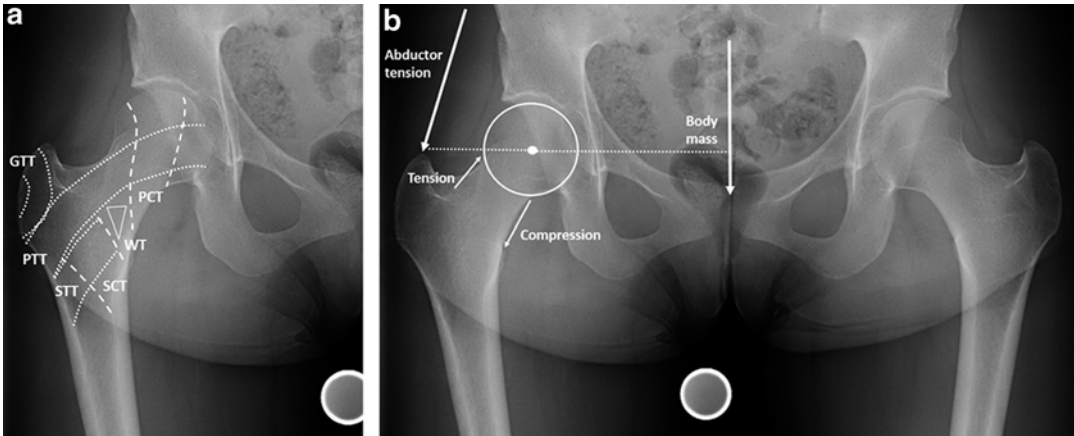 a
GTT
PCT
WT
PTT
STT
SCT
b
Abductor
tension
Body
mass
Tension
Compression